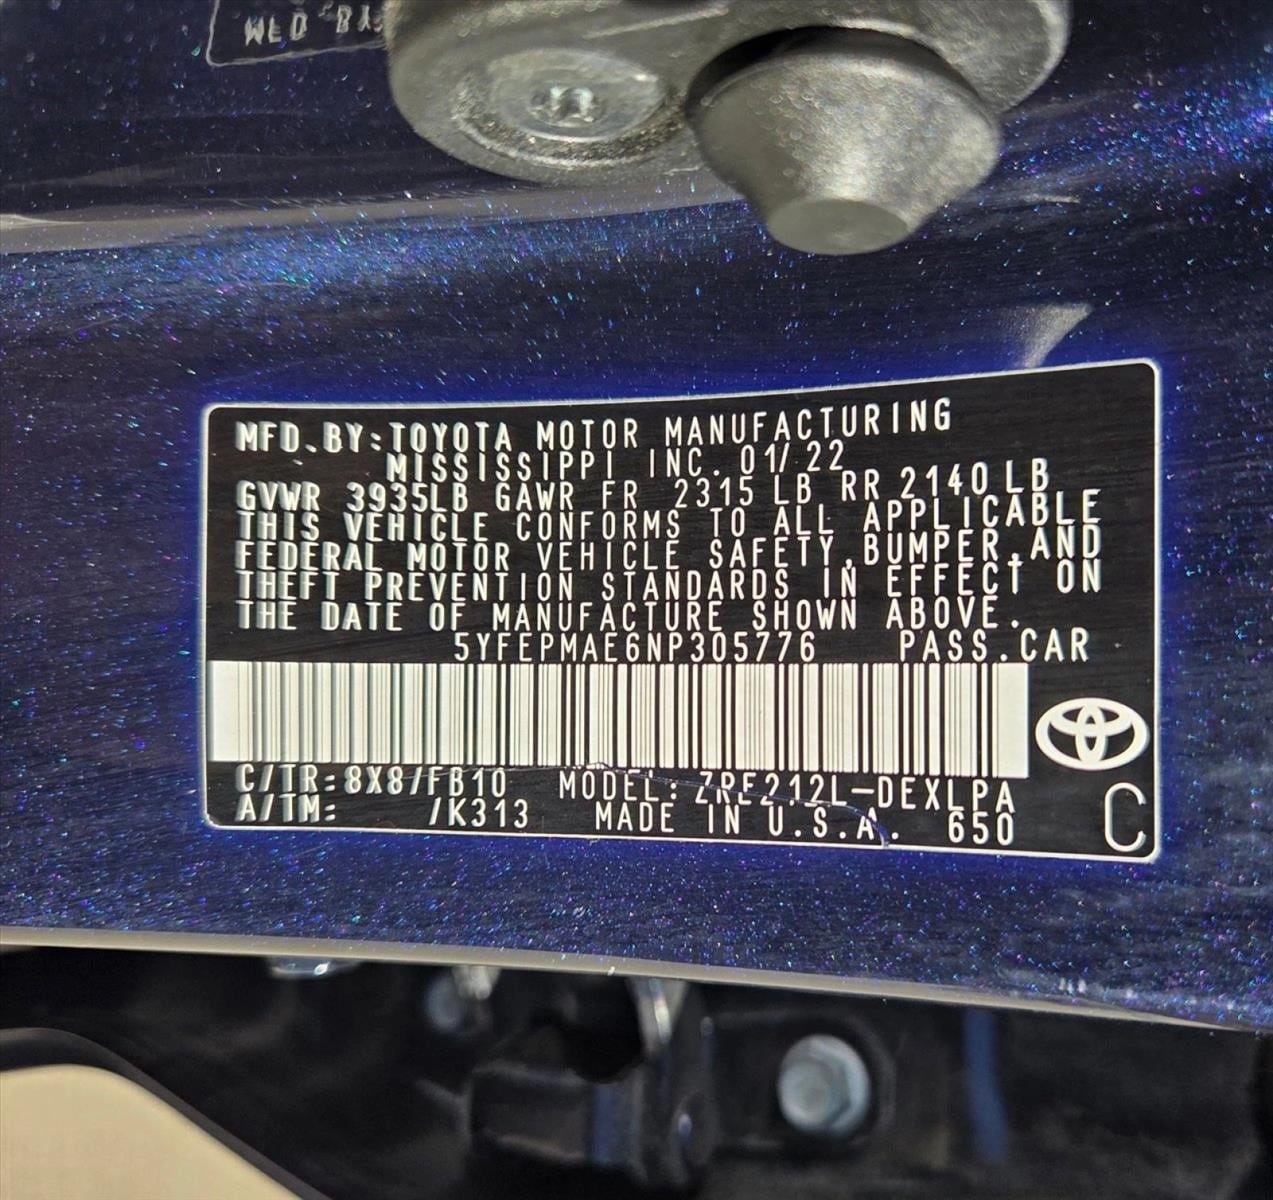 MFD.BY:TOYOTA MOTOR MANUFACTURING
MISSISSIPPI INC. 01/22
GVWR 3935LB GAWR FR 2315 LB RR 2140 LB
THIS VEHICLE CONFORMS TO ALL APPLICABLE
FEDERAL MOTOR VEHICLE SAFETY,BUMPER,AND
THEFT PREVENTION STANDARDS IN EFFECT ON
THE DATE OF MANUFACTURE SHOWN ABOVE.
5YFEPMAE6NP305776 PASS.CAR
C/TR:8X8/FB10 MODEL:ZRE212L-DEXLPA
A/TM: /K313 MADE IN U.S.A. 650 C